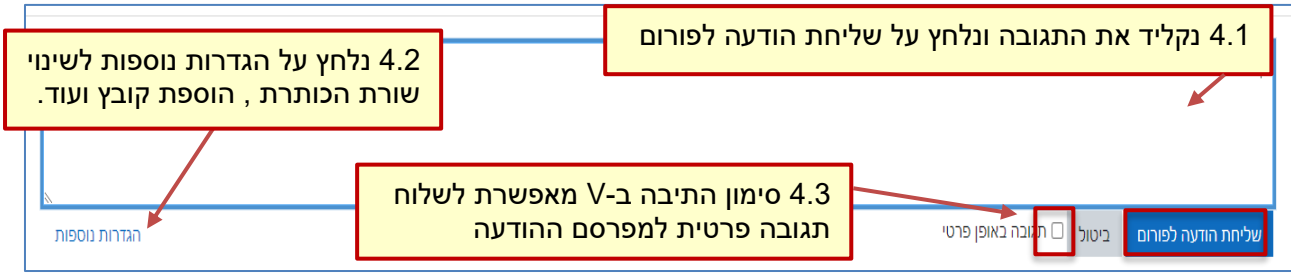 4.1 נקליד את התגובה ונלחץ על שליחת הודעה לפורום
4.2 נלחץ על הגדרות נוספות לשינוי
שורת הכותרת , הוספת קובץ ועוד.
4.3 סימון התיבה ב-V מאפשרת לשלוח
תגובה פרטית למפרסם ההודעה
שליחת הודעה לפורום ביטול תגובה באופן פרטי הגדרות נוספות